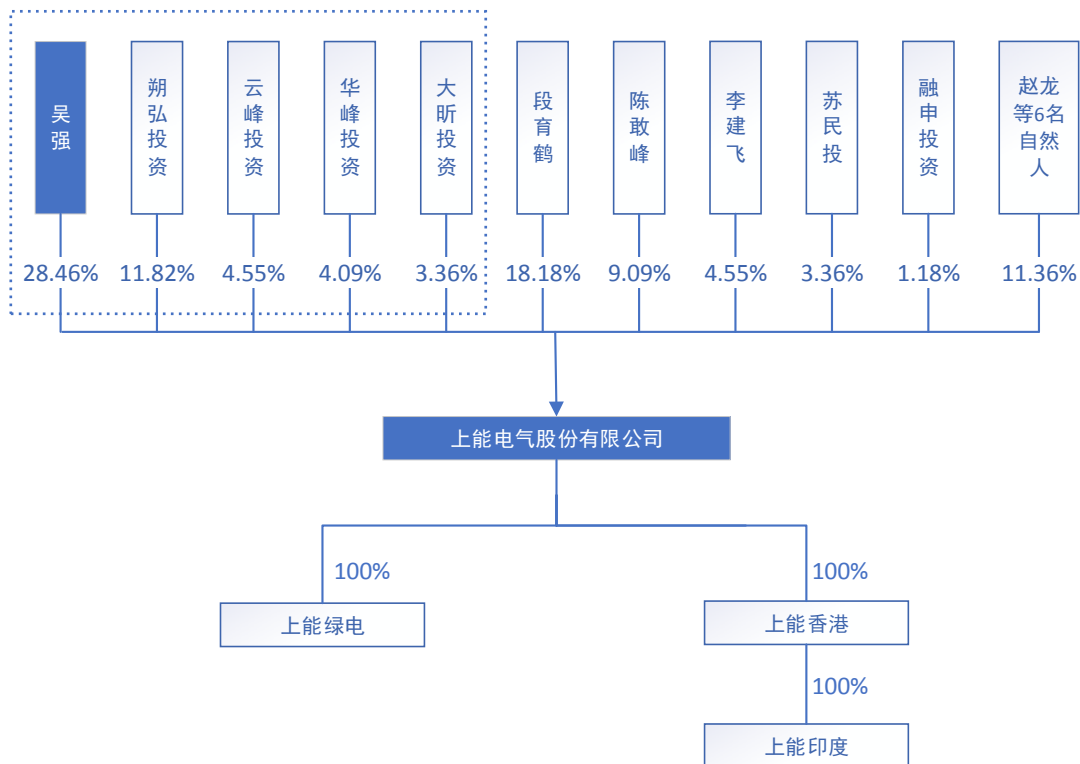 吴强
朔弘投资
云峰投资
华峰投资
大昕投资
段育鹤
陈敢峰
李建飞
苏民投
融申投资
赵龙
等6名
自然
人
28.46%
11.82%
4.55%
4.09%
3.36%
18.18%
9.09%
4.55%
3.36%
1.18%
11.36%
上能电气股份有限公司
100%
100%
上能绿电
上能香港
100%
上能印度